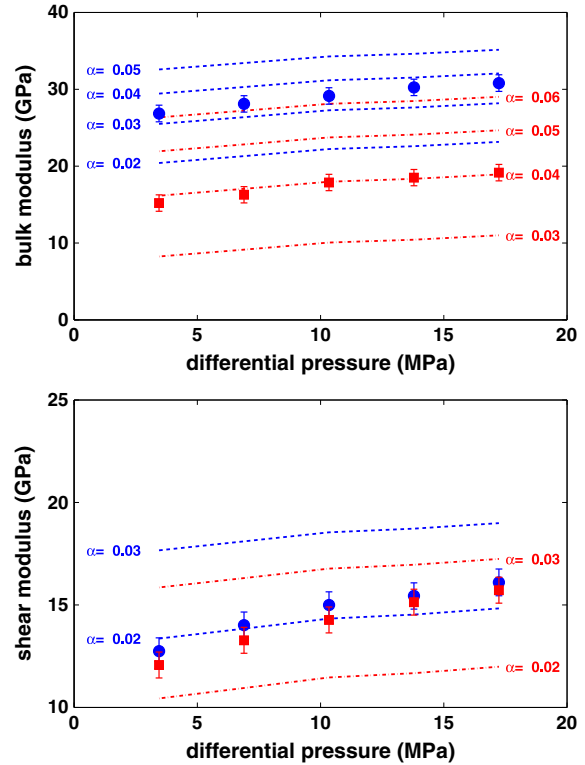 40
α= 0.05
30
α= 0.04
α= 0.06
α= 0.03
α= 0.05
20
α= 0.02
α= 0.04
10
α= 0.03
0
0 5 10 15 20
bulk modulus (GPa)
differential pressure (MPa)
25
20
α= 0.03
α= 0.03
15
α= 0.02
α= 0.02
10
0 5 10 15 20
shear modulus (GPa)
differential pressure (MPa)